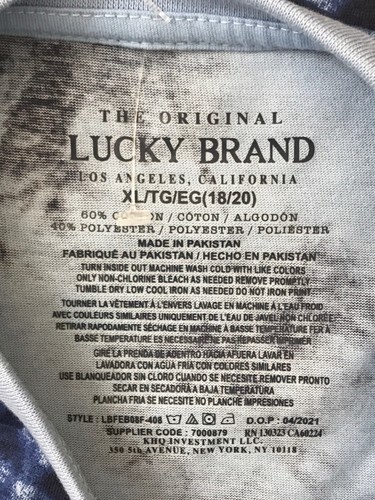 THE ORIGINAL
LUCKY BRAND
LOS ANGELES, CALIFORNIA
XL/TG/EG(18/20)
60% COTTON / COTON / ALGODÓN
40% POLYESTER / POLYESTER / POLIÉSTER
MADE IN PAKISTAN
FABRIQUÉ AU PAKISTAN / HECHO EN PAKISTAN
TURN INSIDE OUT MACHINE WASH COLD WITH LIKE COLORS
ONLY NON-CHLORINE BLEACH AS NEEDED REMOVE PROMPTLY
TUMBLE DRY LOW COOL IRON AS NEEDED DO NOT IRON PRINT
TOURNER LA VÊTEMENT À L'ENVERS LAVAGE EN MACHINE À L'EAU FROID
AVEC COULEURS SIMILAIRES UNIQUEMENT DE L'EAU DE JAVEL NON CHLORÉE
RETIRAR RAPODAMENTE SÉCHAGE EN MACHINE À BASSE TEMPÉRATURE FER À
BASSE TEMPERATURE ES NÉCESSAIRE NE PAS REPASSER IMPRIMER
GIRÉ LA PRENDA DE ADENTRO HACIA AFUERA LAVAR EN
LAVADORA CON AGUA FRÍA CON COLORES SIMILARES
USE BLANQUEADOR SIN CLORO CUANDO SE NECESITE REMOVER PRONTO
SECAR EN SECADORA À BAJA TEMPERATURA
PLANCHA FRIA SE NECESITE NO PLANCHE IMPRESIONES
STYLE : LBFEB08F-408 D.O.P : 04/2021
SUPPLIER CODE : 7000879 RN 130323 CA60224
KHQ INVESTMENT LLC.
350 5th AVENUE, NEW YORK, NY 10118